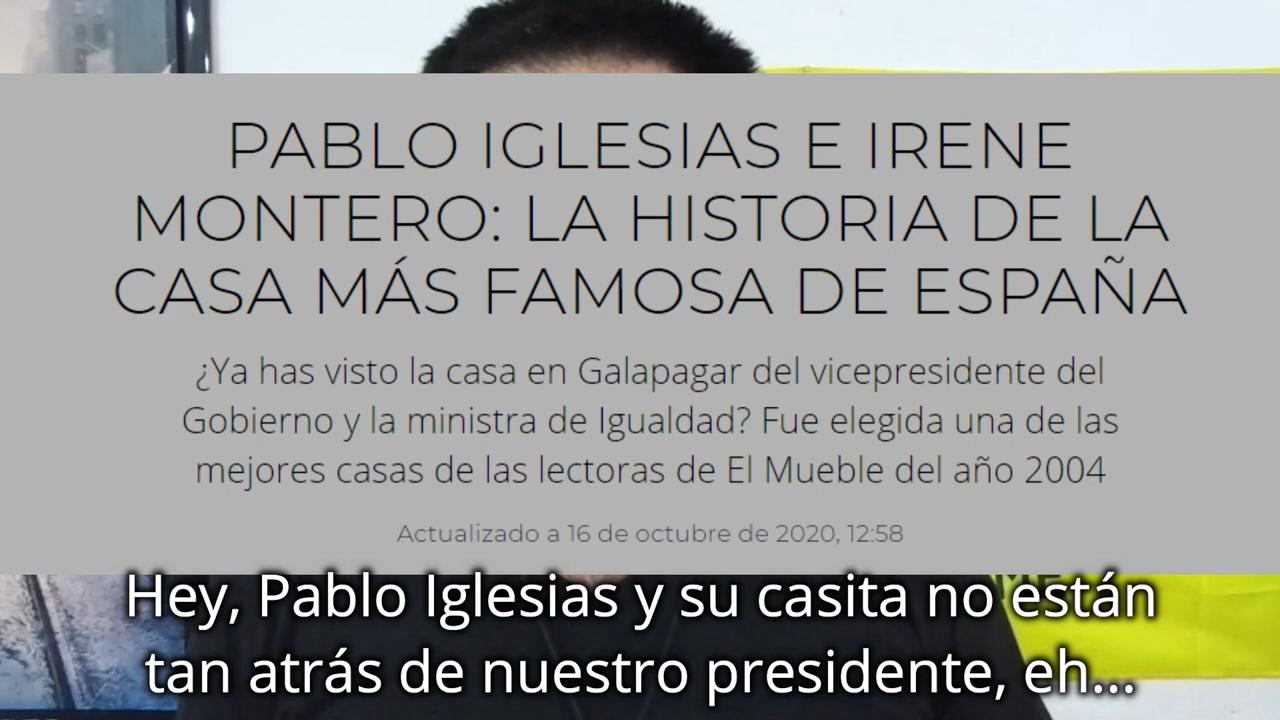 PABLO IGLESIAS E IRENE
MONTERO: LA HISTORIA DE LA
CASA MÁS FAMOSA DE ESPAÑA
¿Ya has visto la casa en Galapagar del vicepresidente del
Gobierno y la ministra de Igualdad? Fue elegida una de las
mejores casas de las lectoras de El Mueble del año 2004
Actualizado a 16 de octubre de 2020, 12:58
Hey, Pablo Iglesias y su casita no están
tan atrás de nuestro presidente, eh...